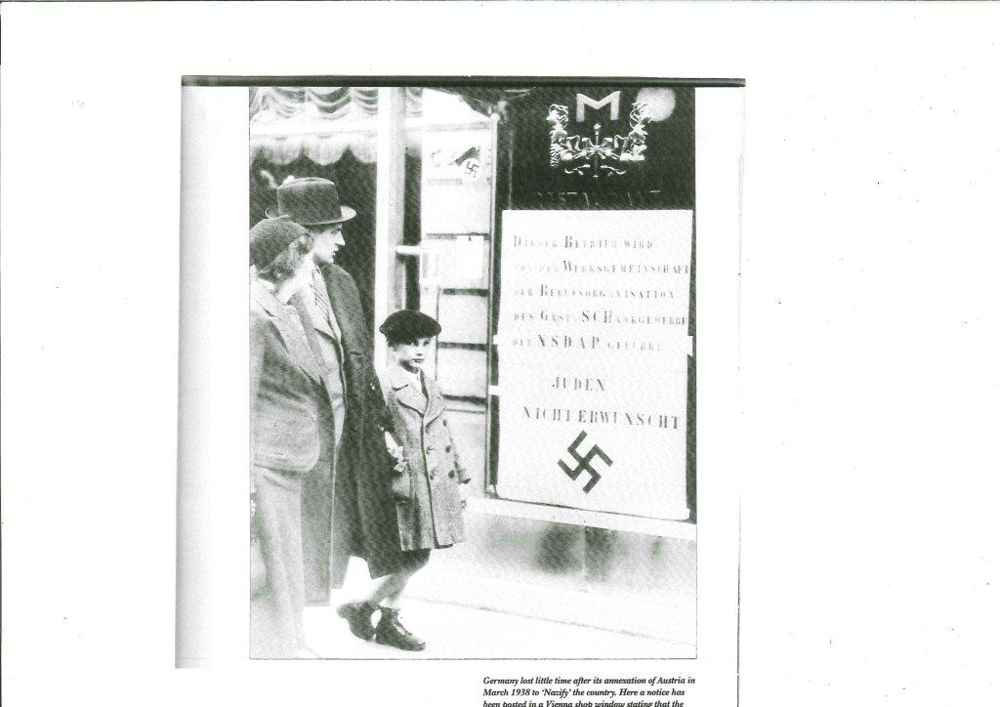 M
DIESER BETRIEB WIRD
VON DER WERKSGEMEINSCHAFT
DER BERUFSORGANISATION
DES GAST
DER NSDAP GEFÜHRT.
JUDEN
NICHT ERWÜNSCHT
Germany lost little time after its annexation of Austria in
March 1938 to 'Nazify' the country. Here a notice has
been posted in a Vienna shop window stating that the